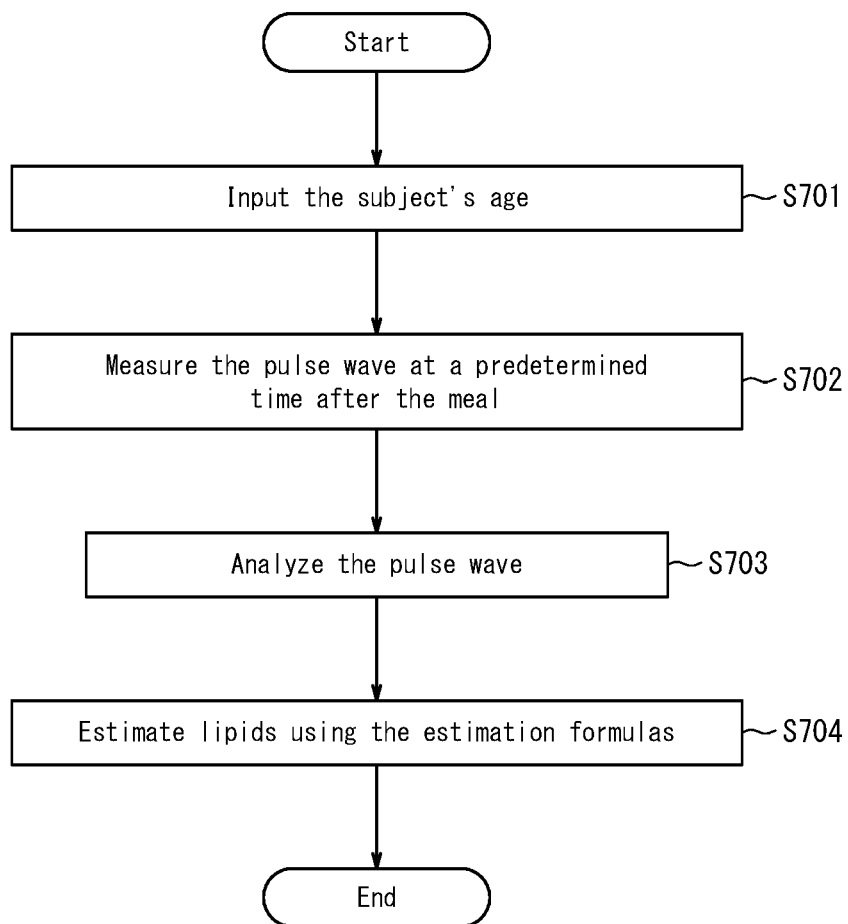 Start
Input the subject's age
S701
Measure the pulse wave at a predetermined
time after the meal
S702
Analyze the pulse wave
S703
Estimate lipids using the estimation formulas
S704
End